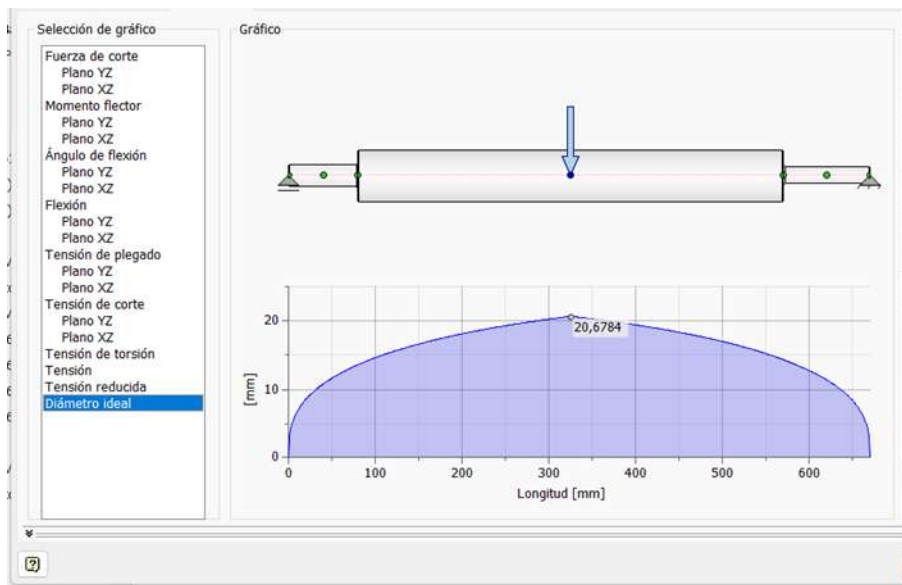 Selección de gráfico
Gráfico
Fuerza de corte
Plano YZ
Plano XZ
Momento flector
Plano YZ
Plano XZ
Ángulo de flexión
Plano YZ
Plano XZ
Flexión
Plano YZ
Plano XZ
Tensión de plegado
Plano YZ
Plano XZ
Tensión de corte
Plano YZ
Plano XZ
Tensión de torsión
Tensión
Tensión reducida
Diámetro ideal
20
10
0
[mm]
20,6784
0 100 200 300 400 500 600
Longitud [mm]